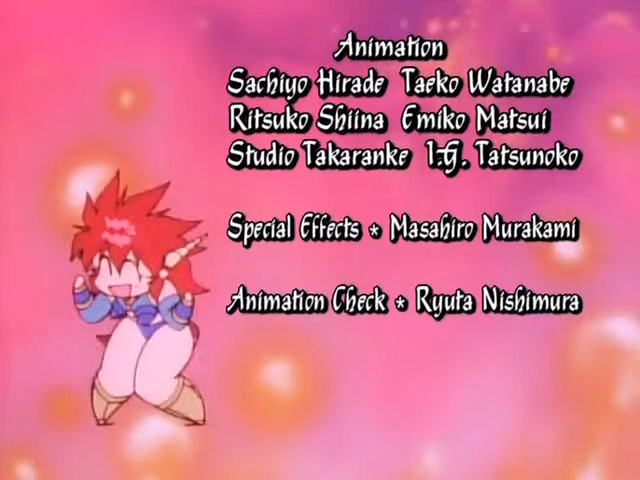 Animation
Sachiyo Hirade Taeko Watanabe
Ritsuko Shiina Emiko Matsui
Studio Takaranke I.G. Tatsunoko
Special Effects * Masahiro Murakami
Animation Check * Ryuta Nishimura